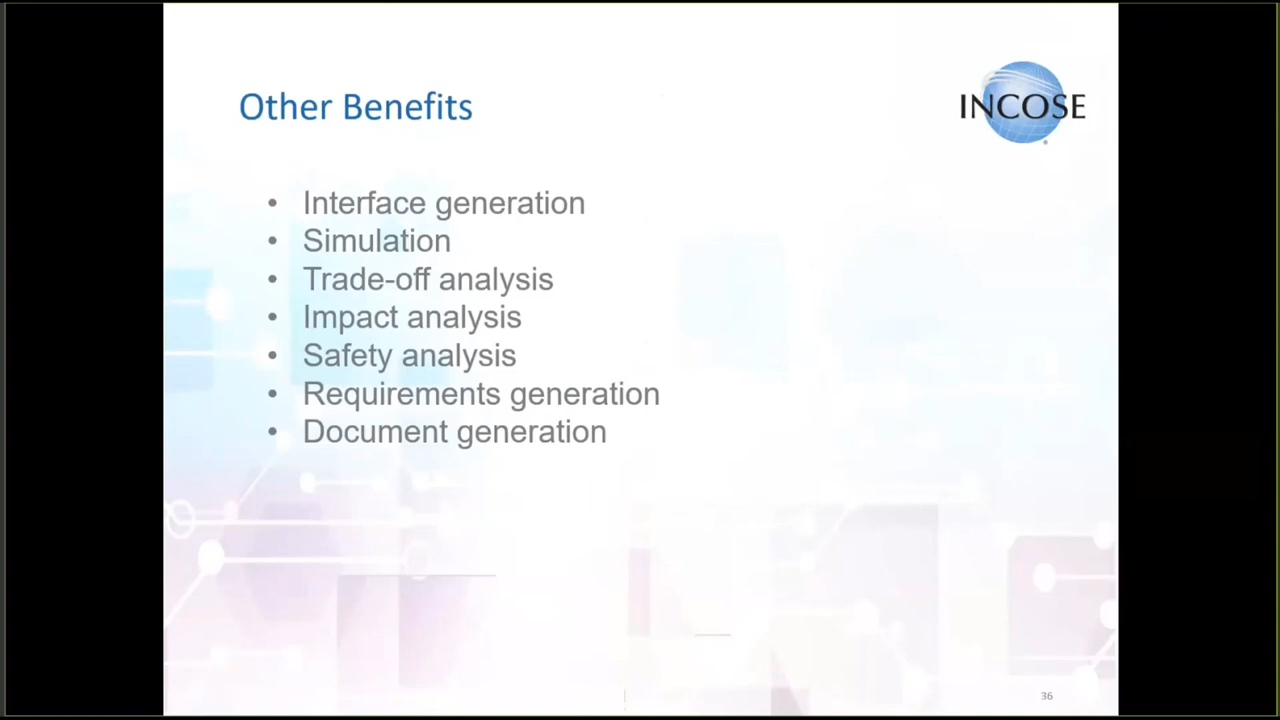 Other Benefits
INCOSE
• Interface generation
• Simulation
• Trade-off analysis
• Impact analysis
• Safety analysis
• Requirements generation
• Document generation
36